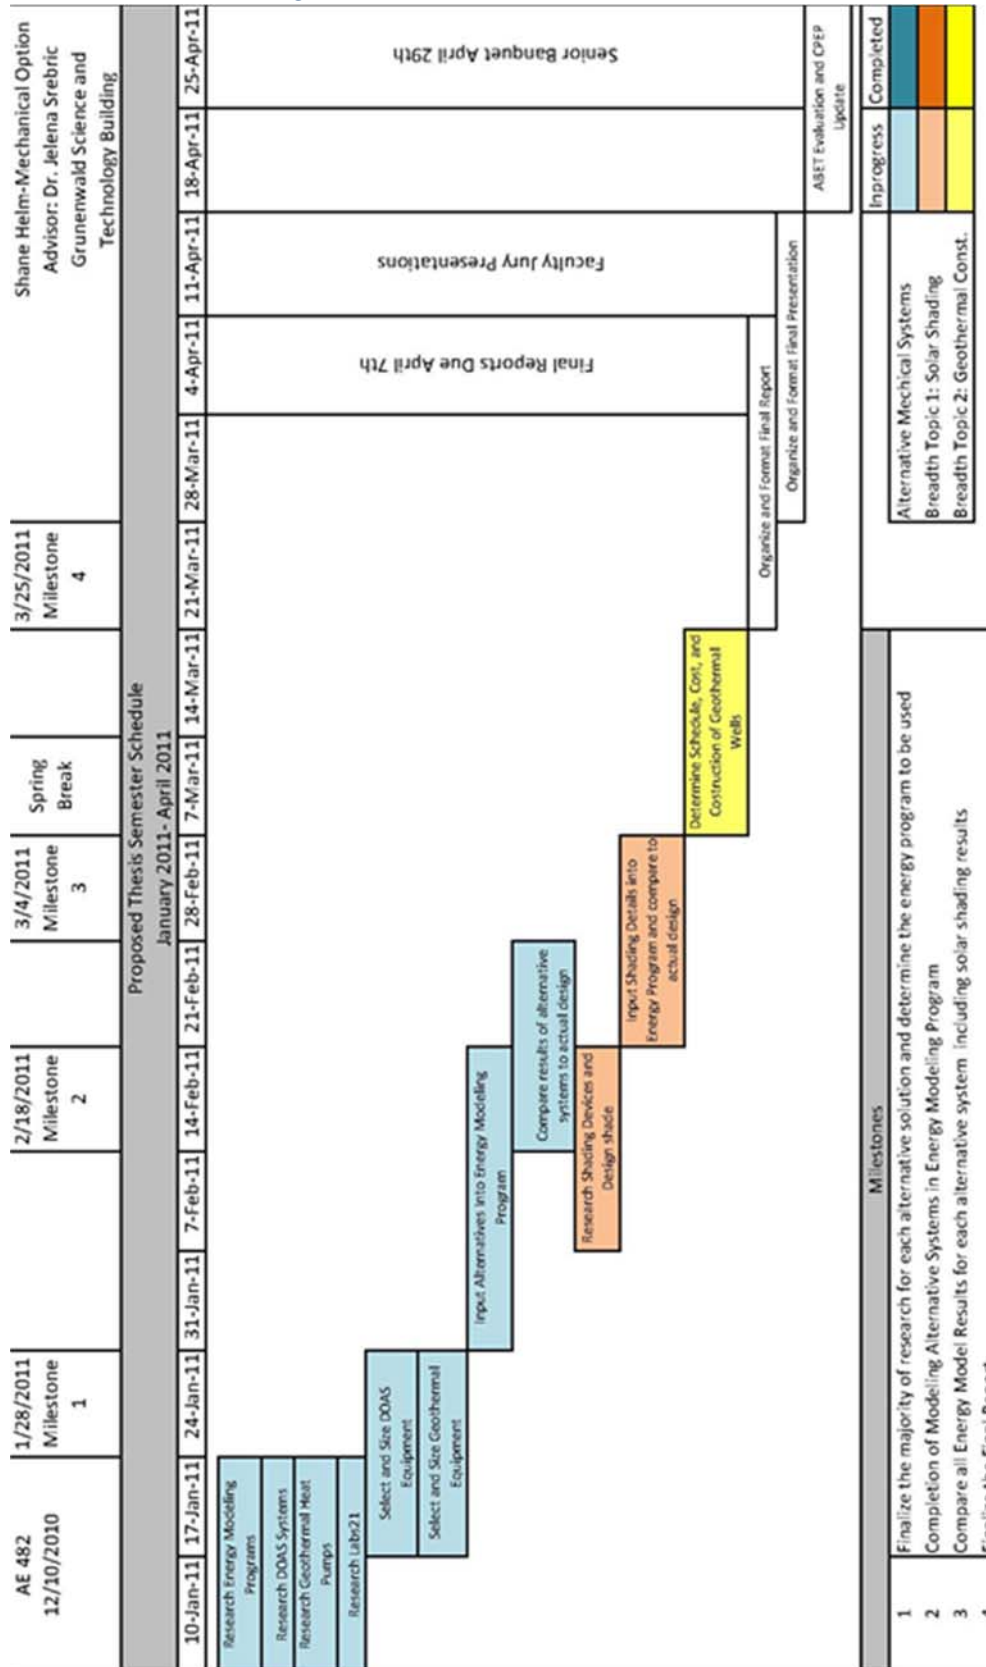 AE 482
12/10/2010
1/28/2011
Milestone
1
2/18/2011
Milestone
2
3/4/2011
Milestone
3
Spring
Break
3/25/2011
Milestone
4
Shane Helm-Mechanical Option
Advisor: Dr. Jelena Srebric
Grunenwald Science and
Technology Building
Proposed Thesis Semester Schedule
January 2011- April 2011
10-Jan-11 17-Jan-11 24-Jan-11 31-Jan-11 7-Feb-11 14-Feb-11 21-Feb-11 28-Feb-11 7-Mar-11 14-Mar-11 21-Mar-11 28-Mar-11 4-Apr-11 11-Apr-11 18-Apr-11 25-Apr-11
Research Energy Modeling
Programs
Research DOAS Systems
Research Geothermal Heat
Pumps
Research Labs21
Select and Size DOAS
Equipment
Select and Size Geothermal
Equipment
Input Alternatives Into Energy Modeling
Program
Compare results of alternative
systems to actual design
Research Shading Devices and
Design shade
Input Shading Details into
Energy Program and compare to
actual design
Determine Schedule, Cost, and
Costruction of Geothermal
Wells
Organize and Format Final Report
Organize and Format Final Presentation
Final Reports Due April 7th
Faculty Jury Presentations
Senior Banquet April 29th
ABET Evaluation and CPEP
Update
Milestones
1 Finalize the majority of research for each alternative solution and determine the energy program to be used
2 Completion of Modeling Alternative Systems in Energy Modeling Program
3 Compare all Energy Model Results for each alternative system including solar shading results
Inprogress Completed
Alternative Mechical Systems
Breadth Topic 1: Solar Shading
Breadth Topic 2: Geothermal Const.